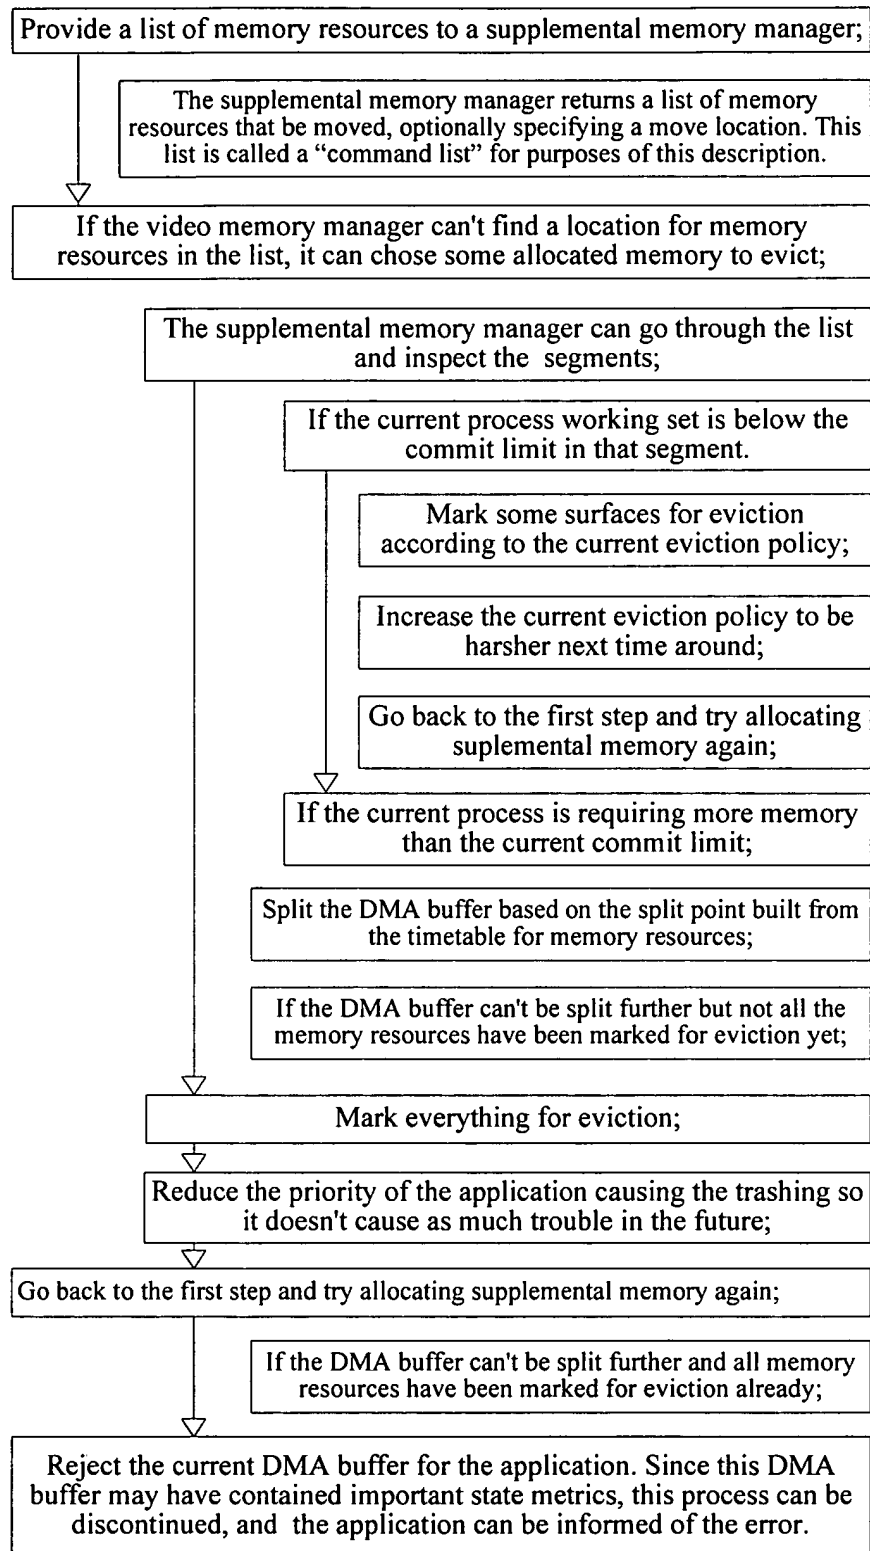 Provide a list of memory resources to a supplemental memory manager;
The supplemental memory manager returns a list of memory
resources that be moved, optionally specifying a move location. This
list is called a “command list” for purposes of this description.
If the video memory manager can't find a location for memory
resources in the list, it can chose some allocated memory to evict;
The supplemental memory manager can go through the list
and inspect the segments;
If the current process working set is below the
commit limit in that segment.
Mark some surfaces for eviction
according to the current eviction policy;
Increase the current eviction policy to be
harsher next time around;
Go back to the first step and try allocating
suplemental memory again;
If the current process is requiring more memory
than the current commit limit;
Split the DMA buffer based on the split point built from
the timetable for memory resources;
If the DMA buffer can't be split further but not all the
memory resources have been marked for eviction yet;
Mark everything for eviction;
Reduce the priority of the application causing the trashing so
it doesn't cause as much trouble in the future;
Go back to the first step and try allocating supplemental memory again;
If the DMA buffer can't be split further and all memory
resources have been marked for eviction already;
Reject the current DMA buffer for the application. Since this DMA
buffer may have contained important state metrics, this process can be
discontinued, and the application can be informed of the error.